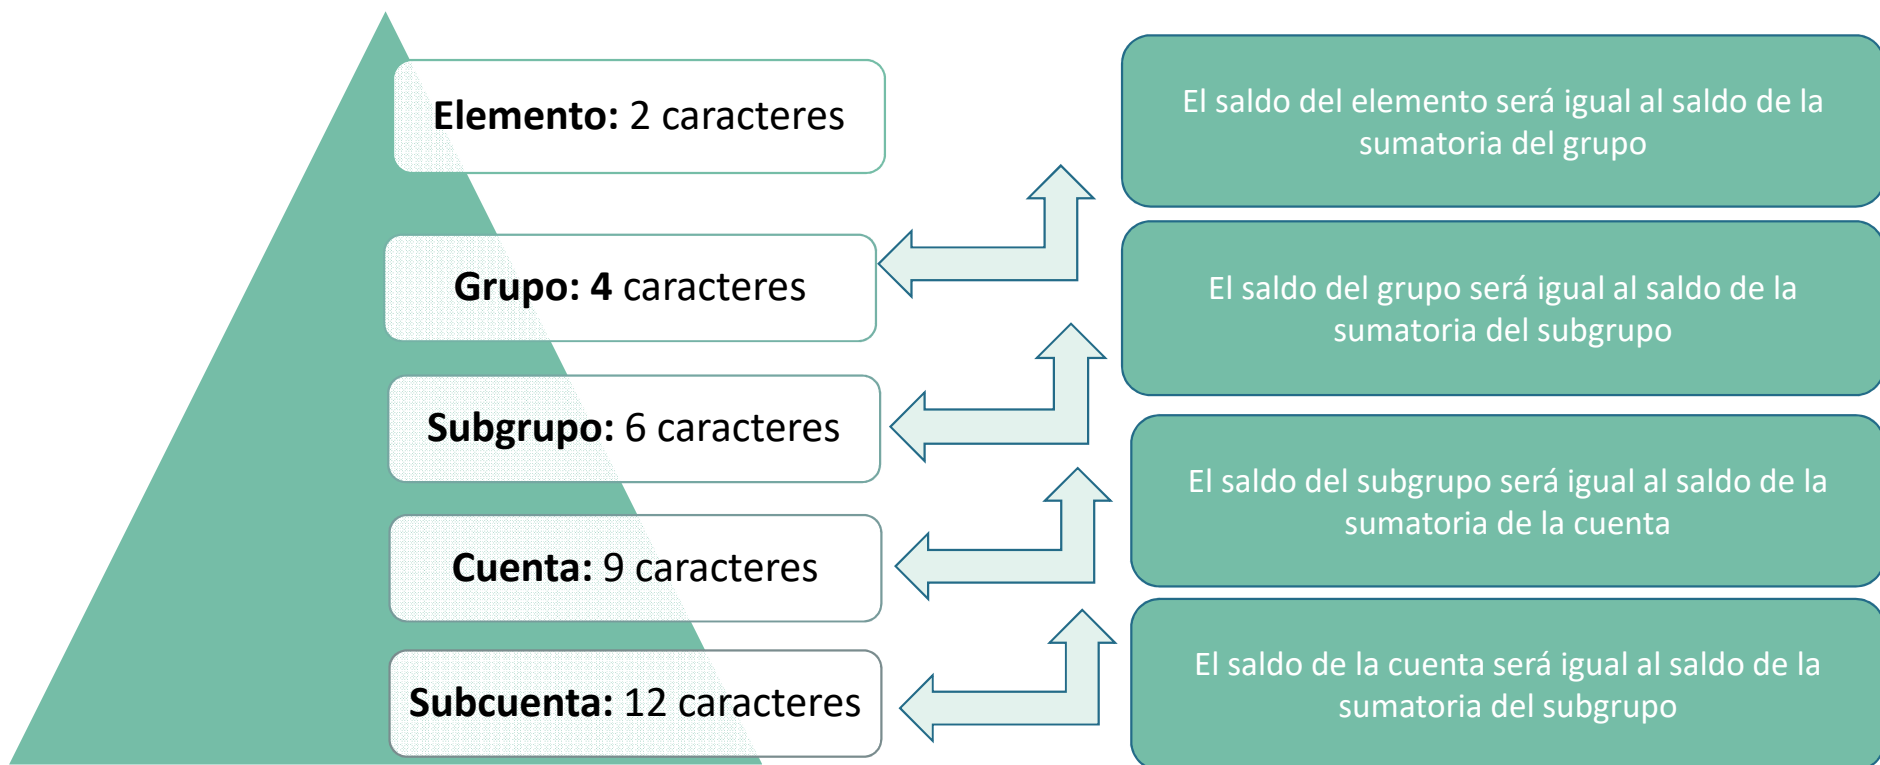 Elemento: 2 caracteres
El saldo del elemento será igual al saldo de la
sumatoria del grupo
Grupo: 4 caracteres
El saldo del grupo será igual al saldo de la
sumatoria del subgrupo
Subgrupo: 6 caracteres
El saldo del subgrupo será igual al saldo de la
sumatoria de la cuenta
Cuenta: 9 caracteres
El saldo de la cuenta será igual al saldo de la
sumatoria del subgrupo
Subcuenta: 12 caracteres